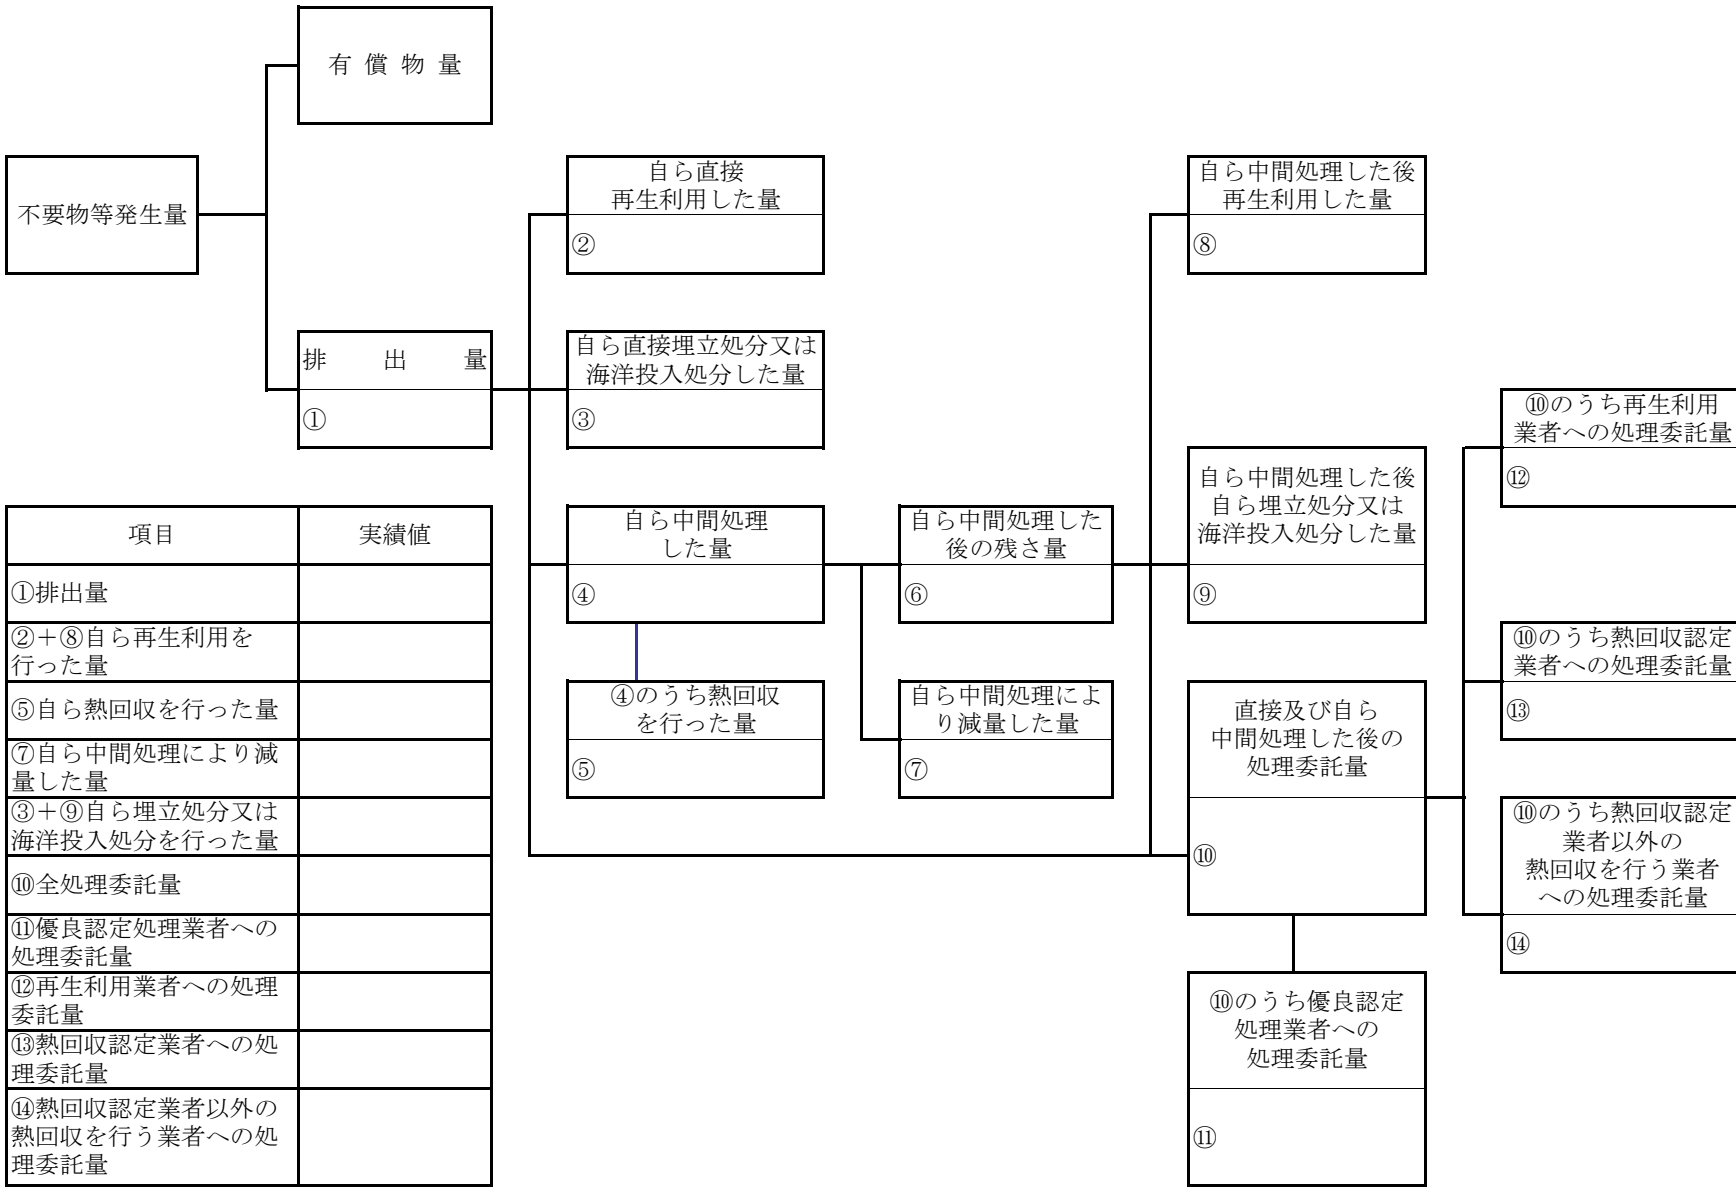 有償物量
不要物等発生量
排出量
①
自ら直接
再生利用した量
②
自ら直接埋立処分又は
海洋投入処分した量
③
自ら中間処理
した量
④
④のうち熱回収
を行った量
⑤
自ら中間処理した
後の残さ量
⑥
自ら中間処理によ
り減量した量
⑦
自ら中間処理した後
再生利用した量
⑧
自ら中間処理した後
自ら埋立処分又は
海洋投入処分した量
⑨
直接及び自ら
中間処理した後の
処理委託量
⑩
⑩のうち優良認定
処理業者への
処理委託量
⑪
⑩のうち再生利用
業者への処理委託量
⑫
⑩のうち熱回収認定
業者への処理委託量
⑬
⑩のうち熱回収認定
業者以外の
熱回収を行う業者
への処理委託量
⑭
項目 実績値
①排出量
②+⑧自ら再生利用を
行った量
⑤自ら熱回収を行った量
⑦自ら中間処理により減
量した量
③+⑨自ら埋立処分又は
海洋投入処分を行った量
⑩全処理委託量
⑪優良認定処理業者への
処理委託量
⑫再生利用業者への処理
委託量
⑬熱回収認定業者への処
理委託量
⑭熱回収認定業者以外の
熱回収を行う業者への処
理委託量